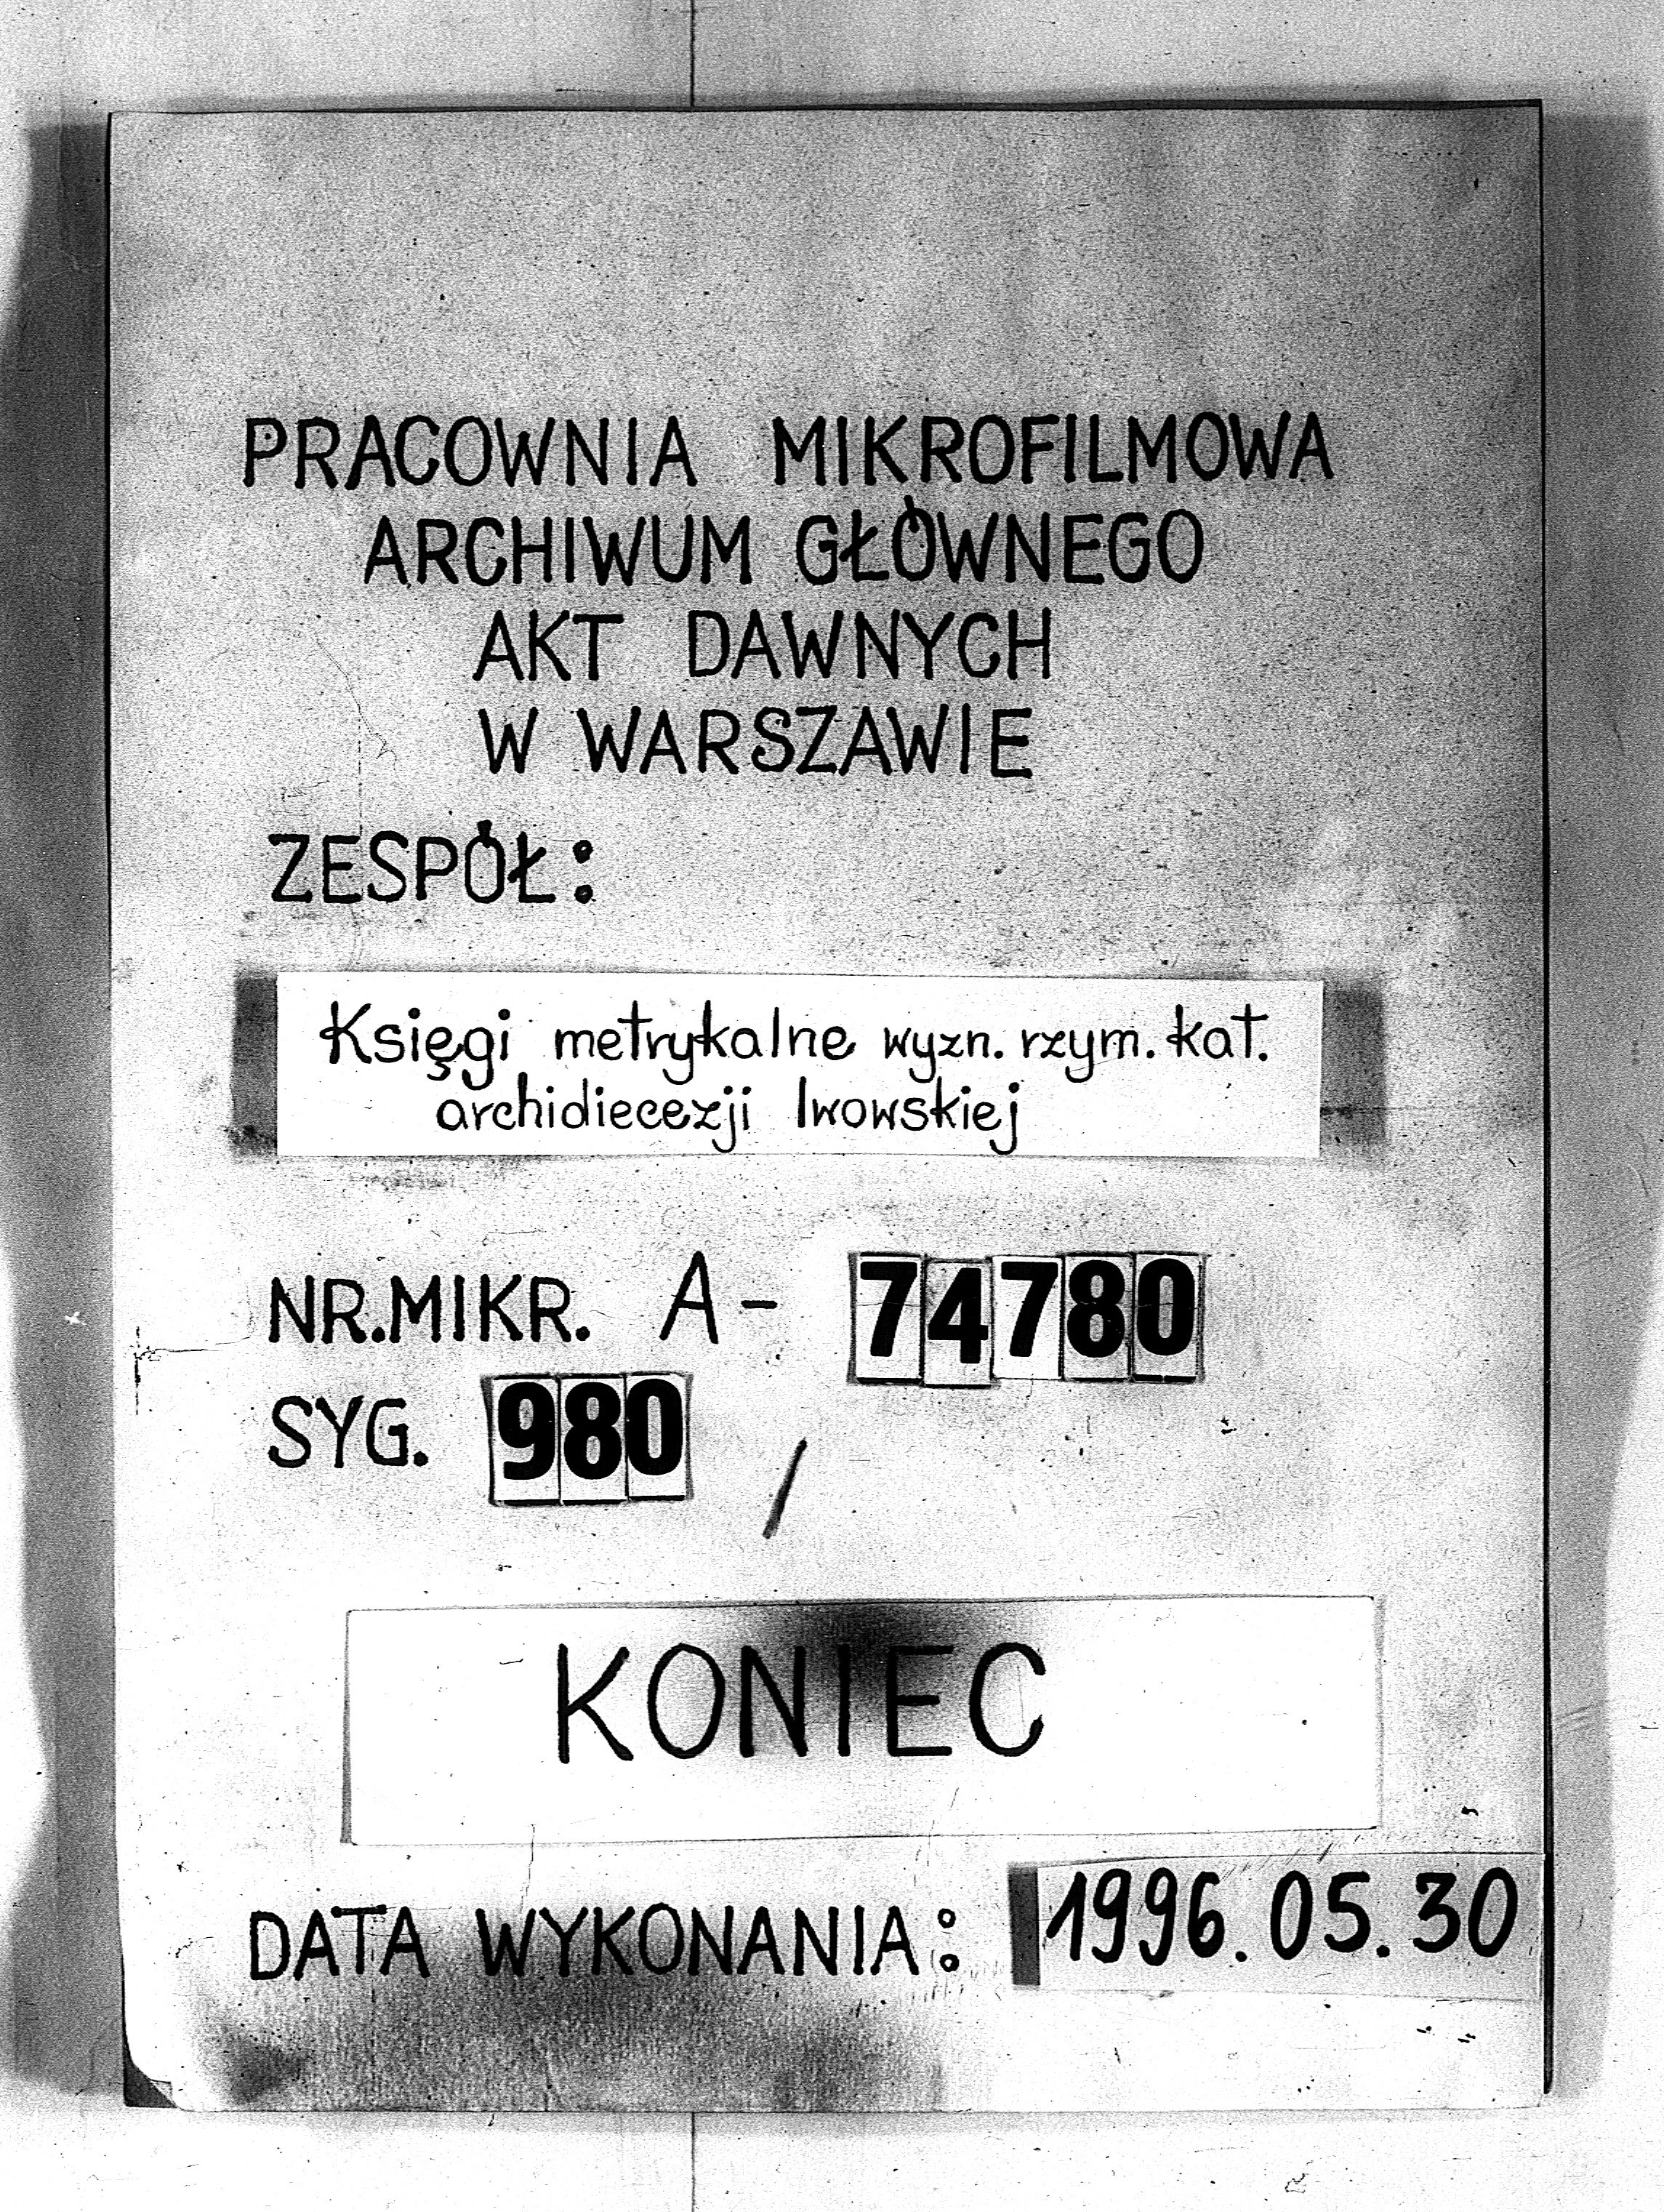 PRACOWNIA MIKROFILMOWA
ARCHIWUM GŁÓWNEGO
AKT DAWNYCH
W WARSZAWIE
ZESPÓŁ:
Księgi metrykalne wyzn. rzym. kat.
archidiecezji lwowskiej
NR.MIKR. A- 74780
SYG. 980 /
KONIEC
DATA WYKONANIA: 1996.05.30